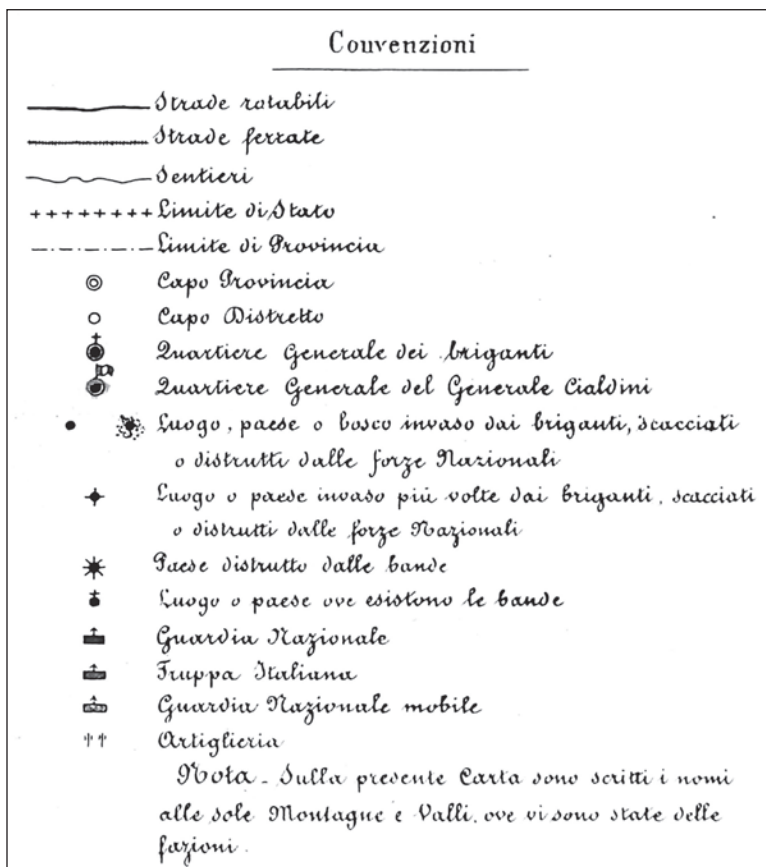 Convenzioni
Strade rotabili
Strade ferrate
Sentieri
Limite di Stato
Limite di Provincia
Capo Provincia
Capo Distretto
Quartiere Generale dei briganti
Quartiere Generale del Generale Cialdini
Luogo, paese o bosco invaso dai briganti, scacciati
o distrutti dalle forze Nazionali
Luogo o paese invaso più volte dai briganti, scacciati
o distrutti dalle forze Nazionali
Paese distrutto dalle bande
Luogo o paese ove esistono le bande
Guardia Nazionale
Truppa Italiana
Guardia Nazionale mobile
Artiglieria
Nota - Sulla presente Carta sono scritti i nomi
alle sole Montagne e Valli, ove vi sono state delle
fazioni.